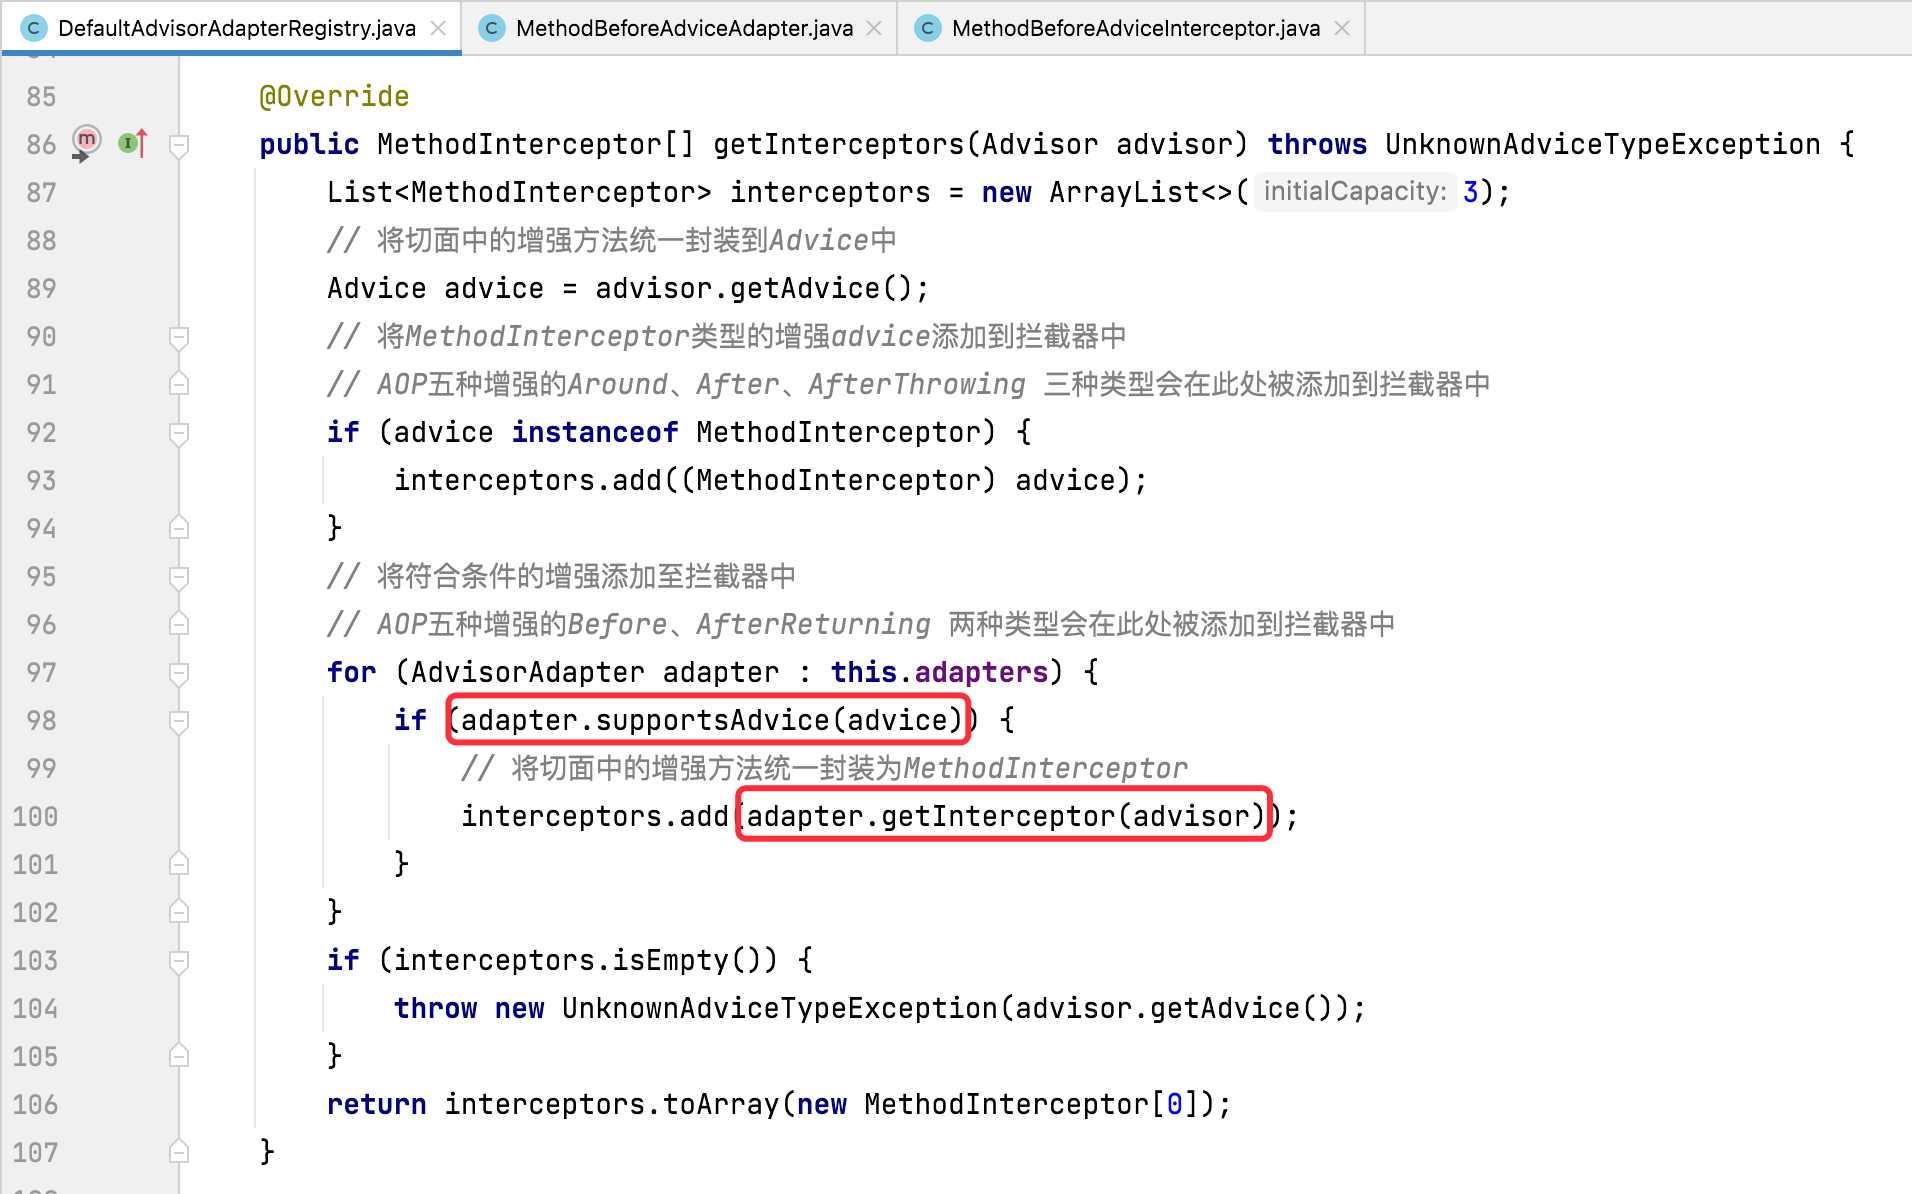 DefaultAdvisorAdapterRegistry.java MethodBeforeAdviceAdapter.java MethodBeforeAdviceInterceptor.java
85 @Override
86 public MethodInterceptor[] getInterceptors(Advisor advisor) throws UnknownAdviceTypeException {
87 List<MethodInterceptor> interceptors = new ArrayList<>( initialCapacity: 3);
88 // 将切面中的增强方法统一封装到Advice中
89 Advice advice = advisor.getAdvice();
90 // 将MethodInterceptor类型的增强advice添加到拦截器中
91 // AOP五种增强的Around、After、AfterThrowing 三种类型会在此处被添加到拦截器中
92 if (advice instanceof MethodInterceptor) {
93 interceptors.add((MethodInterceptor) advice);
94 }
95 // 将符合条件的增强添加至拦截器中
96 // AOP五种增强的Before、AfterReturning 两种类型会在此处被添加到拦截器中
97 for (AdvisorAdapter adapter : this.adapters) {
98 if (adapter.supportsAdvice(advice)) {
99 // 将切面中的增强方法统一封装为MethodInterceptor
100 interceptors.add(adapter.getInterceptor(advisor));
101 }
102 }
103 if (interceptors.isEmpty()) {
104 throw new UnknownAdviceTypeException(advisor.getAdvice());
105 }
106 return interceptors.toArray(new MethodInterceptor[0]);
107 }